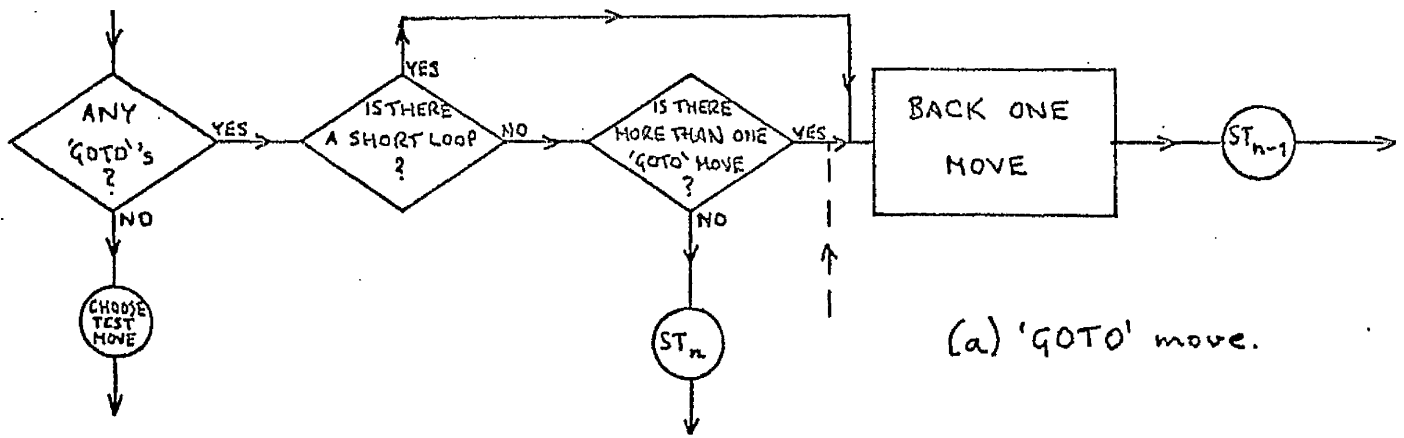 ANY
'GOTO's
?
YES
NO
CHOOSE
TEST
MOVE
IS THERE
A SHORT LOOP
?
YES
NO
IS THERE
MORE THAN ONE
'GOTO' MOVE
?
YES
NO
STn
BACK ONE
MOVE
STn-1
(a) 'GOTO' move.